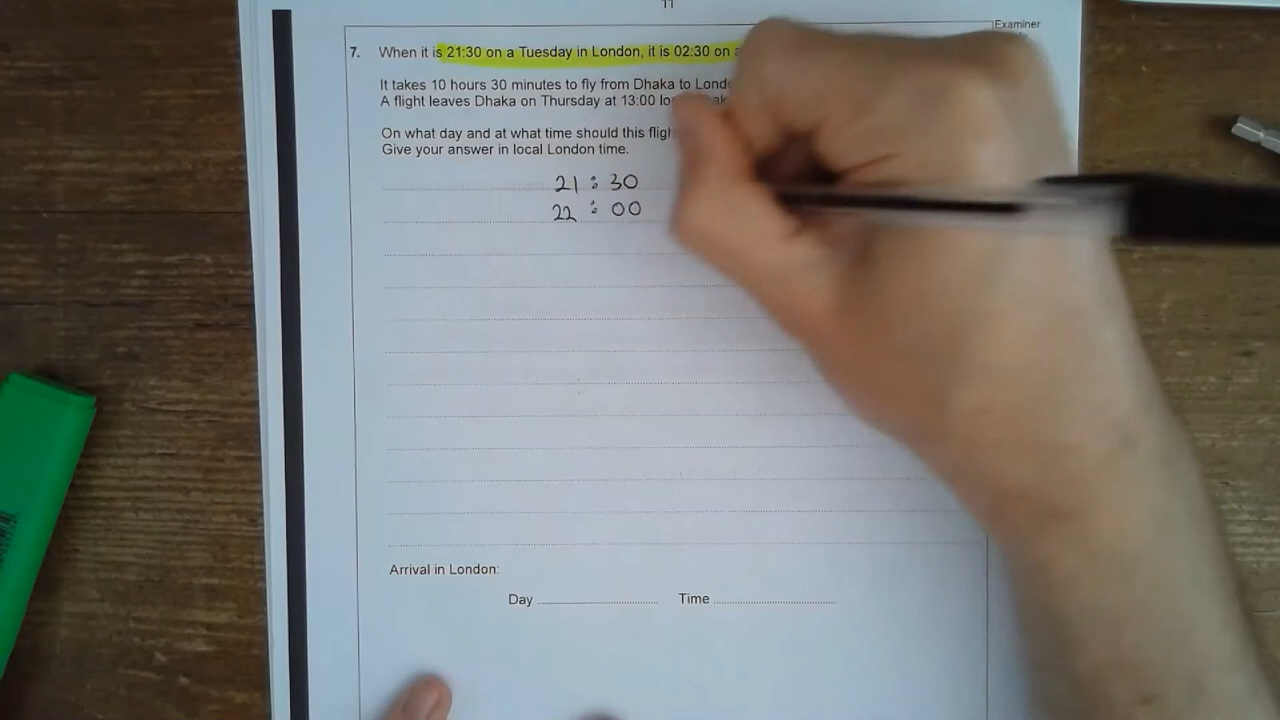 11
Examiner
7. When it is 21:30 on a Tuesday in London, it is 02:30 on a
It takes 10 hours 30 minutes to fly from Dhaka to
A flight leaves Dhaka on Thursday at 13:00
On what day and at what time should this
Give your answer in local London time.
21 : 30
22 : 00
Arrival in London:
Day Time